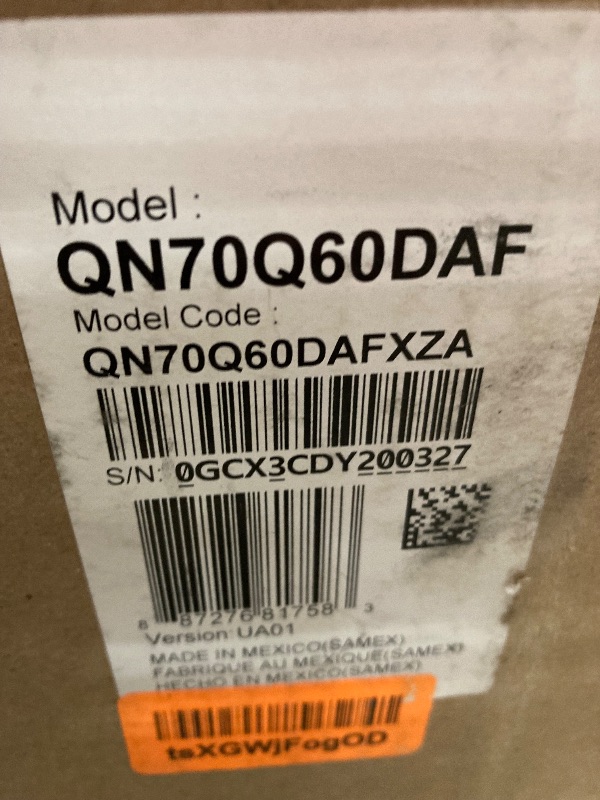 Model :
QN70Q60DAF
Model Code :
QN70Q60DAFXZA
S/N: 0GCX3CDY200327
8 87276 81758 3
Version UA01
MADE IN MEXICO(SAMEX)
FABRIQUE AU MEXIQUE(SAMEX)
HECHO EN MEXICO(SAMEX)
tsXGWjFogOD